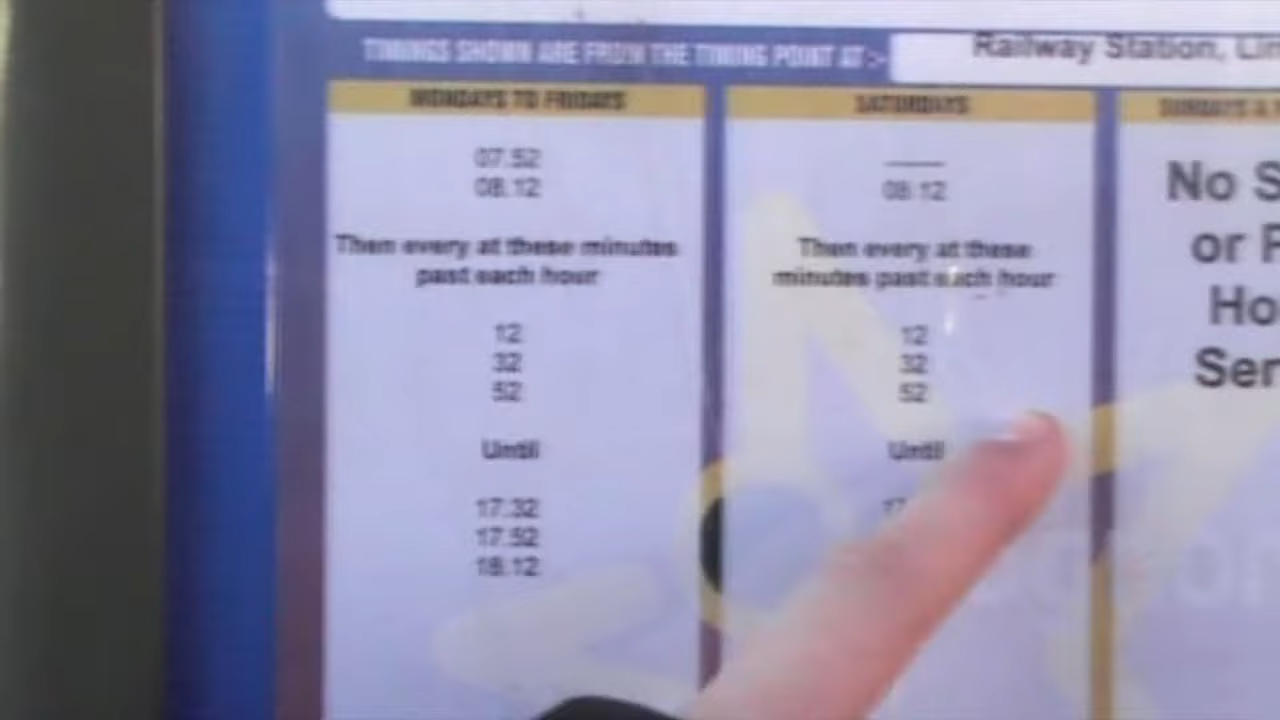 TIMINGS SHOWN ARE FROM THE TIMING POINT AT :-
Railway Station,
MONDAYS TO FRIDAYS
07.52
08.12
Then every at these minutes
past each hour
12
32
52
Until
17.32
17.52
18.12
SATURDAYS
08.12
Then every at these
minutes past each hour
12
32
52
Until
17
SUNDAYS
No S
or
Ho
Ser